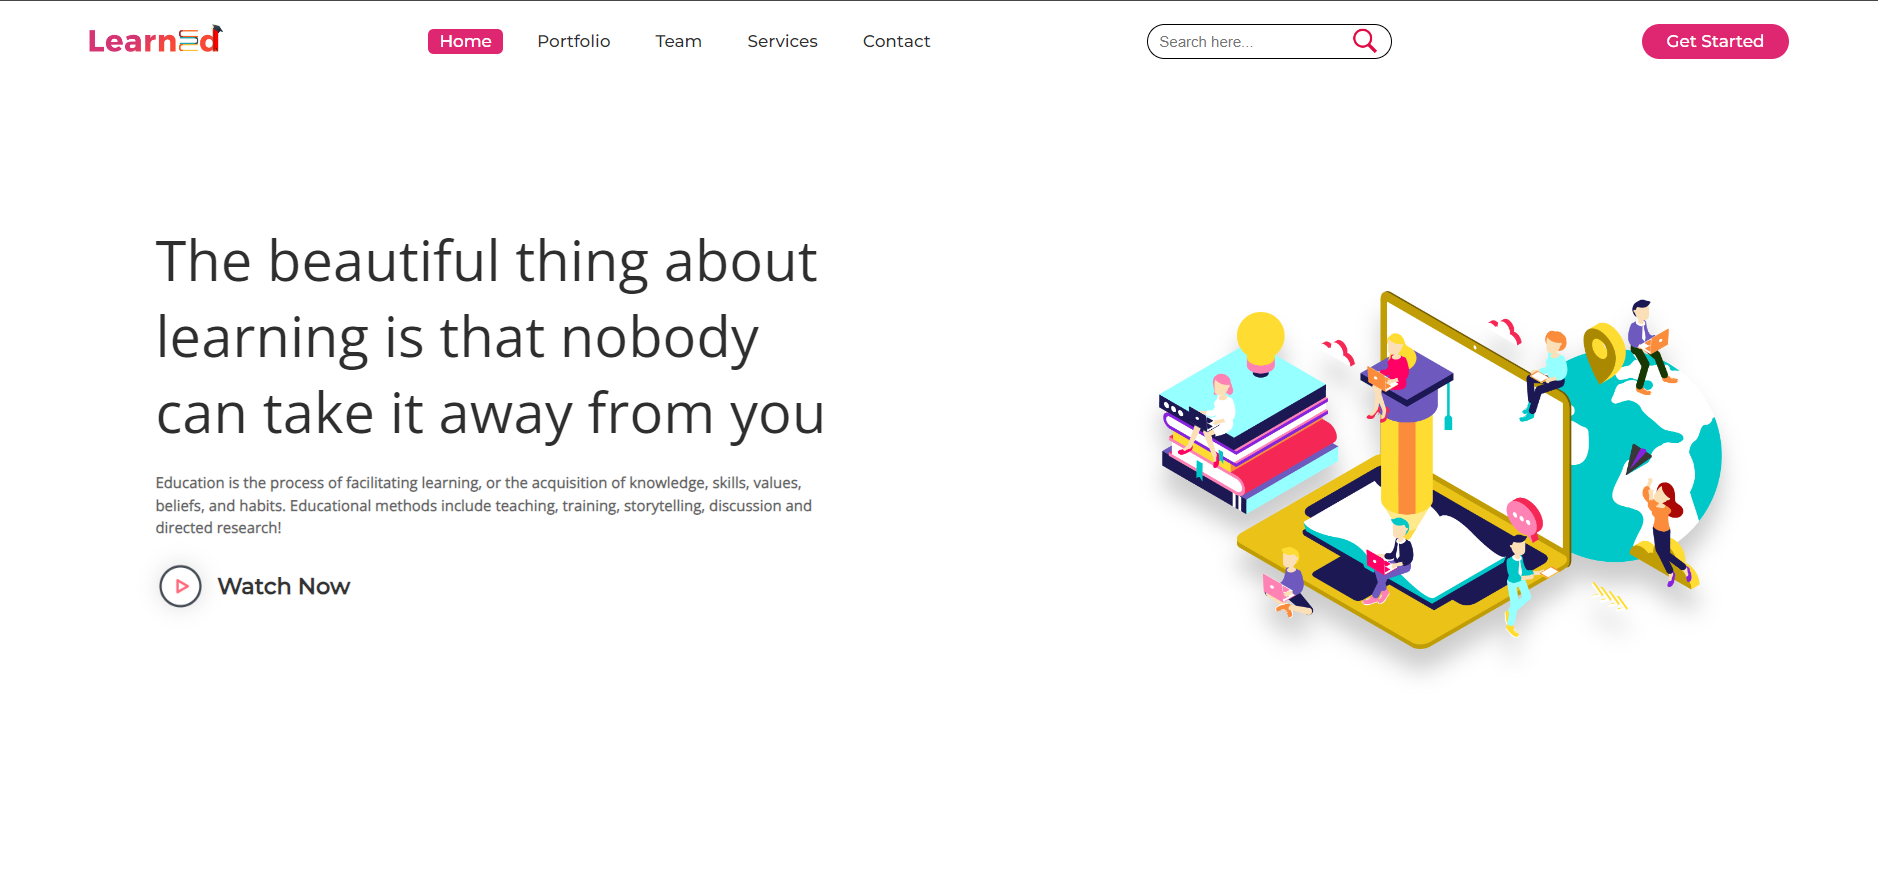 LearnEd
Home Portfolio Team Services Contact
Search here...
Get Started
The beautiful thing about
learning is that nobody
can take it away from you
Education is the process of facilitating learning, or the acquisition of knowledge, skills, values,
beliefs, and habits. Educational methods include teaching, training, storytelling, discussion and
directed research!
Watch Now